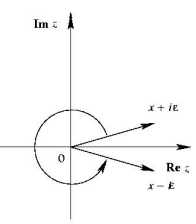 Im z
x + iε
0
Re z
x − iε